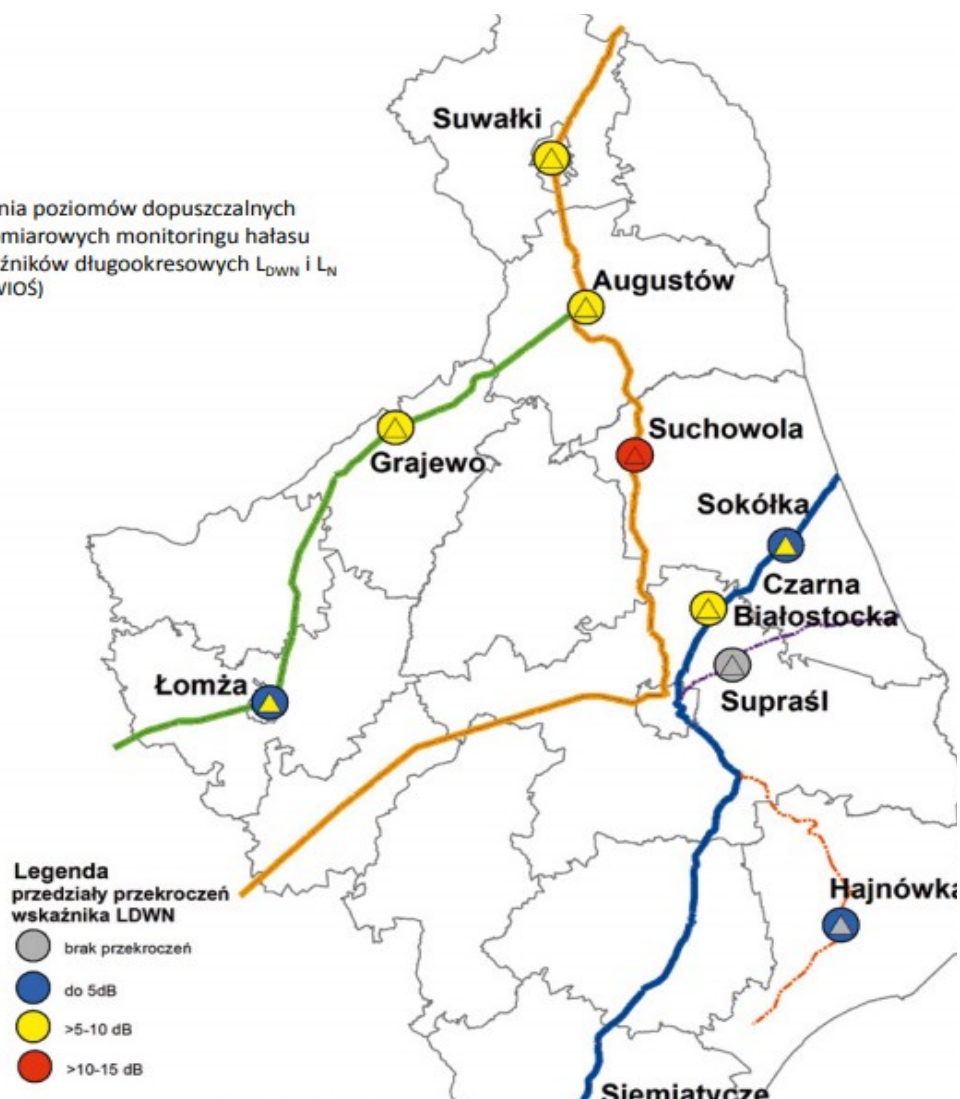 Suwałki
nia poziomów dopuszczalnych
miarowych monitoringu hałasu
źników długookresowych LDWN i LN
WIOŚ)
Augustów
Suchowola
Grajewo
Sokółka
Czarna
Białostocka
Łomża
Supraśl
Legenda
przedziały przekroczeń
wskaźnika LDWN
Hajnówka
brak przekroczeń
do 5dB
>5-10 dB
>10-15 dB
Siemiatycze